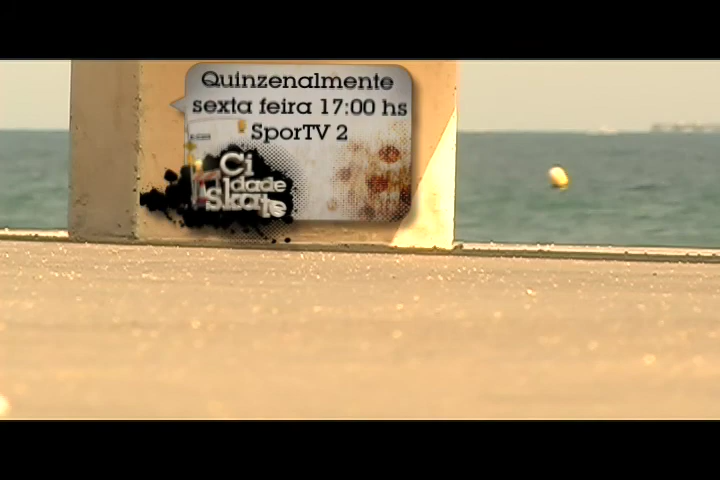 Quinzenalmente
sexta feira 17:00 hs
SporTV 2
Ci
dade
Skate